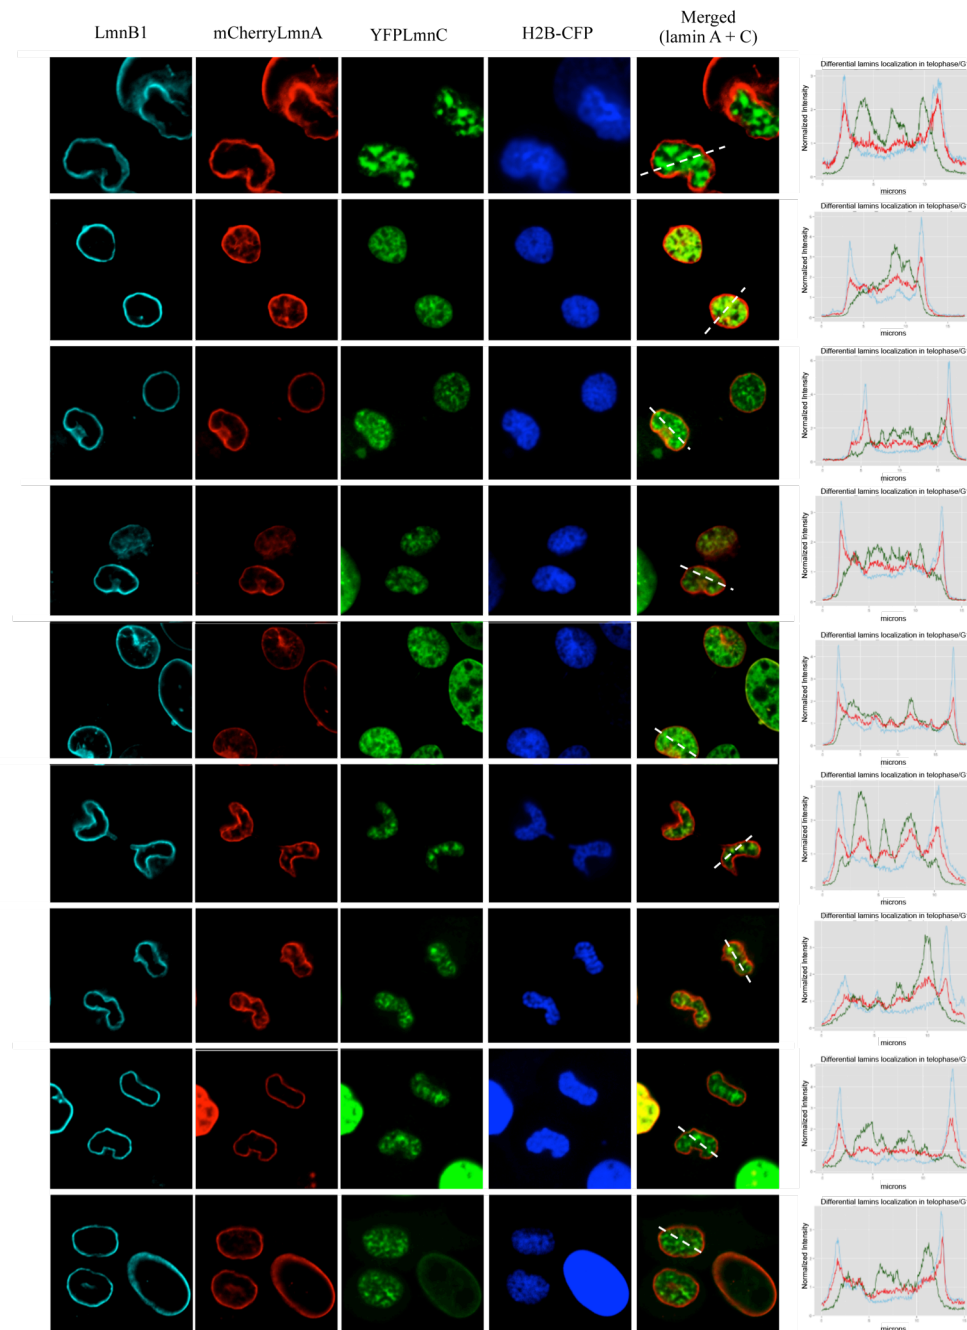 LmnB1
mCherryLmnA
YFPLmnC
H2B-CFP
Merged
(lamin A + C)
Differential lamins localization in telophase/G
Normalized Intensity
microns
Differential lamins localization in telophase/G
Normalized Intensity
microns
Differential lamins localization in telophase/G
Normalized Intensity
microns
Differential lamins localization in telophase/G
Normalized Intensity
microns
Differential lamins localization in telophase/G
Normalized Intensity
microns
Differential lamins localization in telophase/G
Normalized Intensity
microns
Differential lamins localization in telophase/G
Normalized Intensity
microns
Differential lamins localization in telophase/G
Normalized Intensity
microns
Differential lamins localization in telophase/G
Normalized Intensity
microns